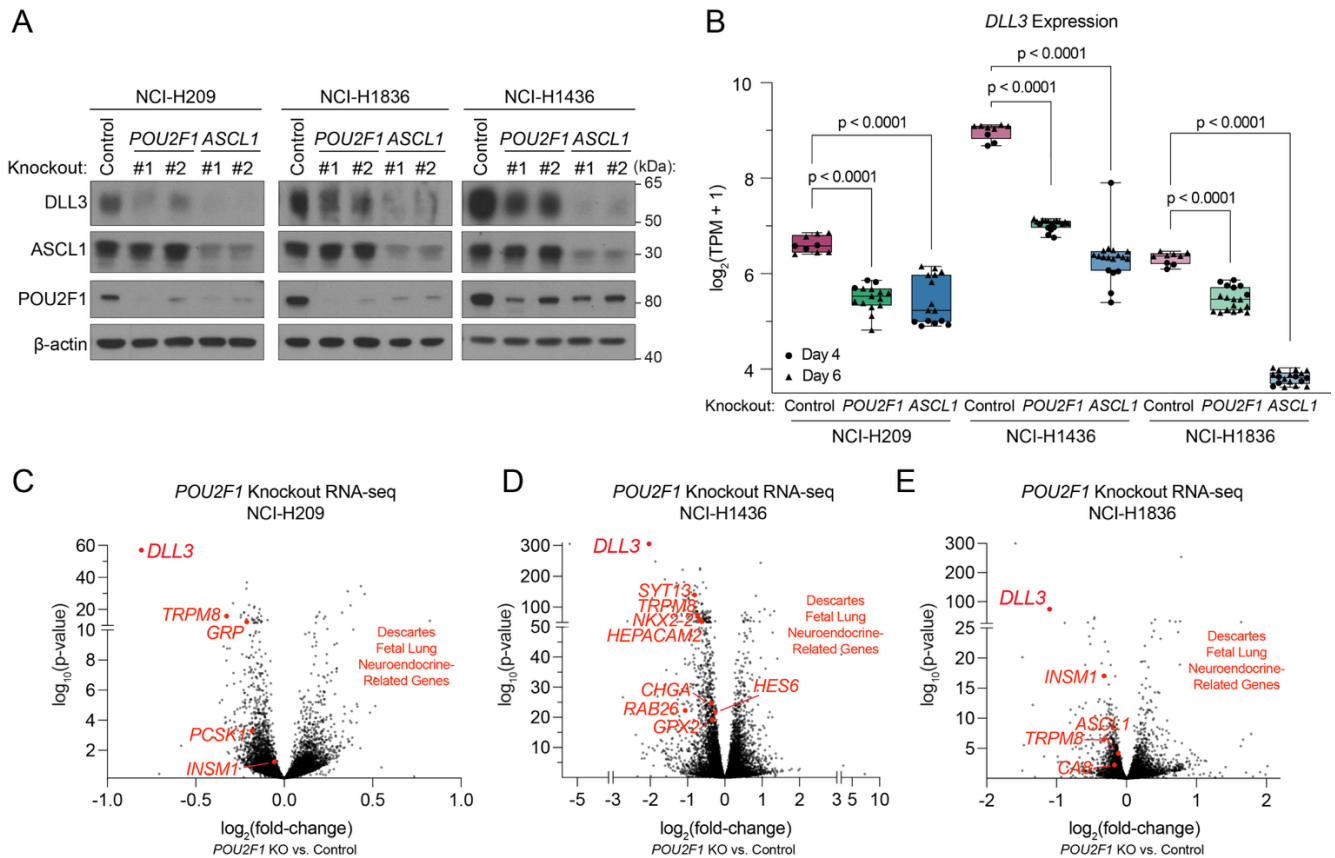 A
NCI-H209 NCI-H1836 NCI-H1436
Control POU2F1 ASCL1 Control POU2F1 ASCL1 Control POU2F1 ASCL1
Knockout: #1 #2 #1 #2 #1 #2 #1 #2 #1 #2 #1 #2 (kDa):
DLL3 65
50
ASCL1 30
POU2F1 80
β-actin
40
B
DLL3 Expression
p < 0.0001
p < 0.0001
p < 0.0001
p < 0.0001
p < 0.0001
p < 0.0001
log2(TPM + 1)
10
8
6
4
Day 4
Day 6
Knockout: Control POU2F1 ASCL1 Control POU2F1 ASCL1 Control POU2F1 ASCL1
NCI-H209 NCI-H1436 NCI-H1836
C
POU2F1 Knockout RNA-seq
NCI-H209
log10(p-value)
60
50
40
30
20
10
10
8
6
4
2
DLL3
TRPM8
GRP
PCSK1
INSM1
Descartes
Fetal Lung
Neuroendocrine-
Related Genes
-1.0 -0.5 0.0 0.5 1.0
log2(fold-change)
POU2F1 KO vs. Control
D
POU2F1 Knockout RNA-seq
NCI-H1436
log10(p-value)
300
200
100
50
50
40
30
20
10
DLL3
SYT13
TRPM8
NKX2-2
HEPACAM2
CHGA
HES6
RAB26
GPX2
Descartes
Fetal Lung
Neuroendocrine-
Related Genes
-5 -3 -2 -1 0 1 2 3 5 10
log2(fold-change)
POU2F1 KO vs. Control
E
POU2F1 Knockout RNA-seq
NCI-H1836
log10(p-value)
300
200
100
25
25
20
15
10
5
DLL3
INSM1
ASCL1
TRPM8
CA8
Descartes
Fetal Lung
Neuroendocrine-
Related Genes
-2 -1 0 1 2
log2(fold-change)
POU2F1 KO vs. Control